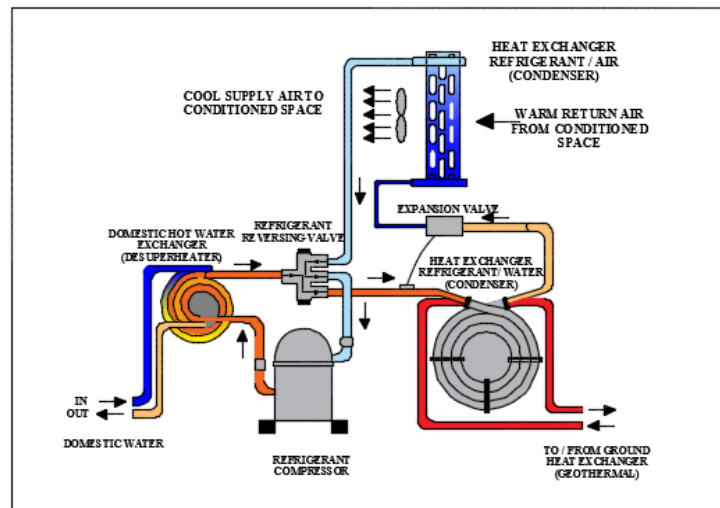 HEAT EXCHANGER
REFRIGERANT / AIR
(CONDENSER)
COOL SUPPLY AIR TO
CONDITIONED SPACE
WARM RETURN AIR
FROM CONDITIONED
SPACE
EXPANSION VALVE
DOMESTIC HOT WATER
EXCHANGER
(DESUPERHEATER)
REFRIGERANT
REVERSING VALVE
HEAT EXCHANGER
REFRIGERANT/ WATER
(CONDENSER)
IN
OUT
DOMESTIC WATER
REFRIGERANT
COMPRESSOR
TO / FROM GROUND
HEAT EXCHANGER
(GEOTHERMAL)